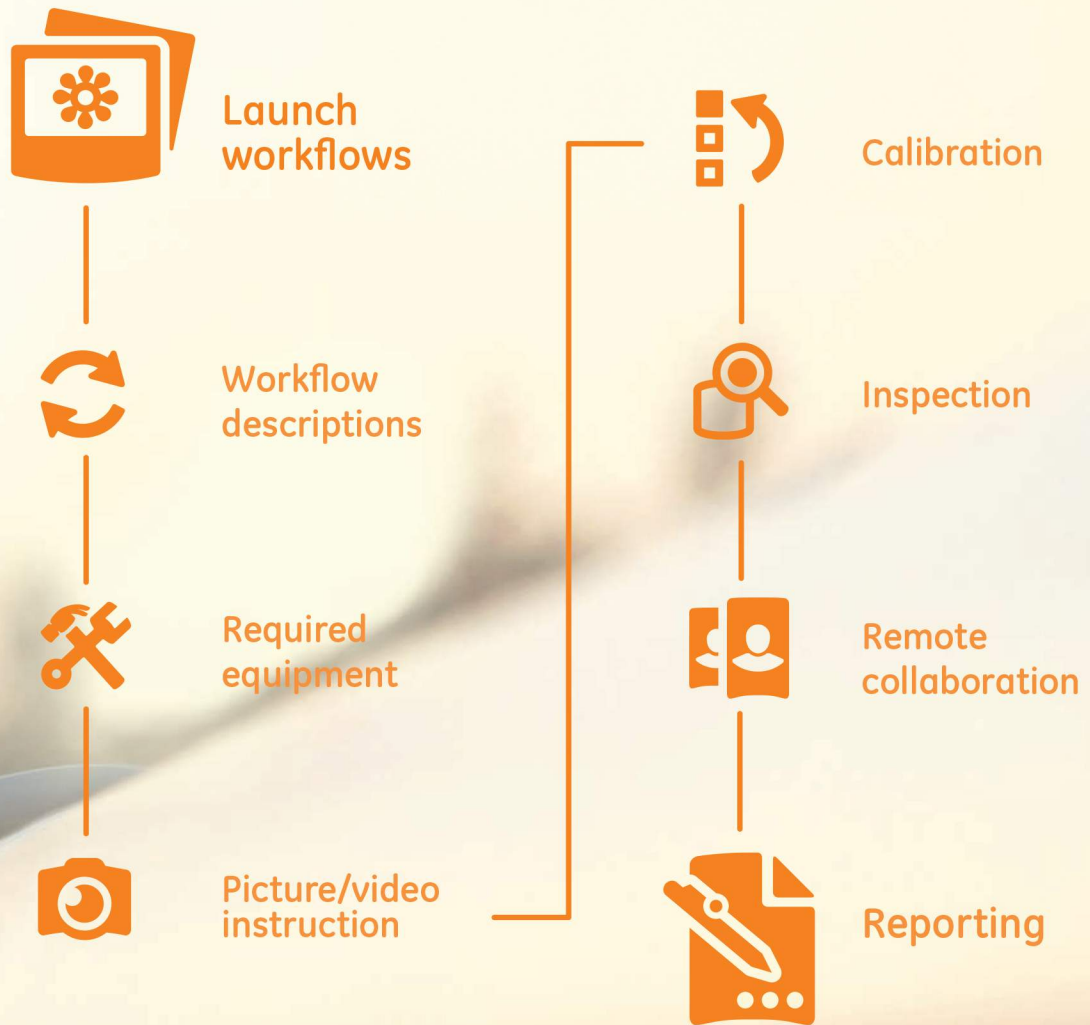 Launch
workflows
Workflow
descriptions
Required
equipment
Picture/video
instruction
Calibration
Inspection
Remote
collaboration
Reporting